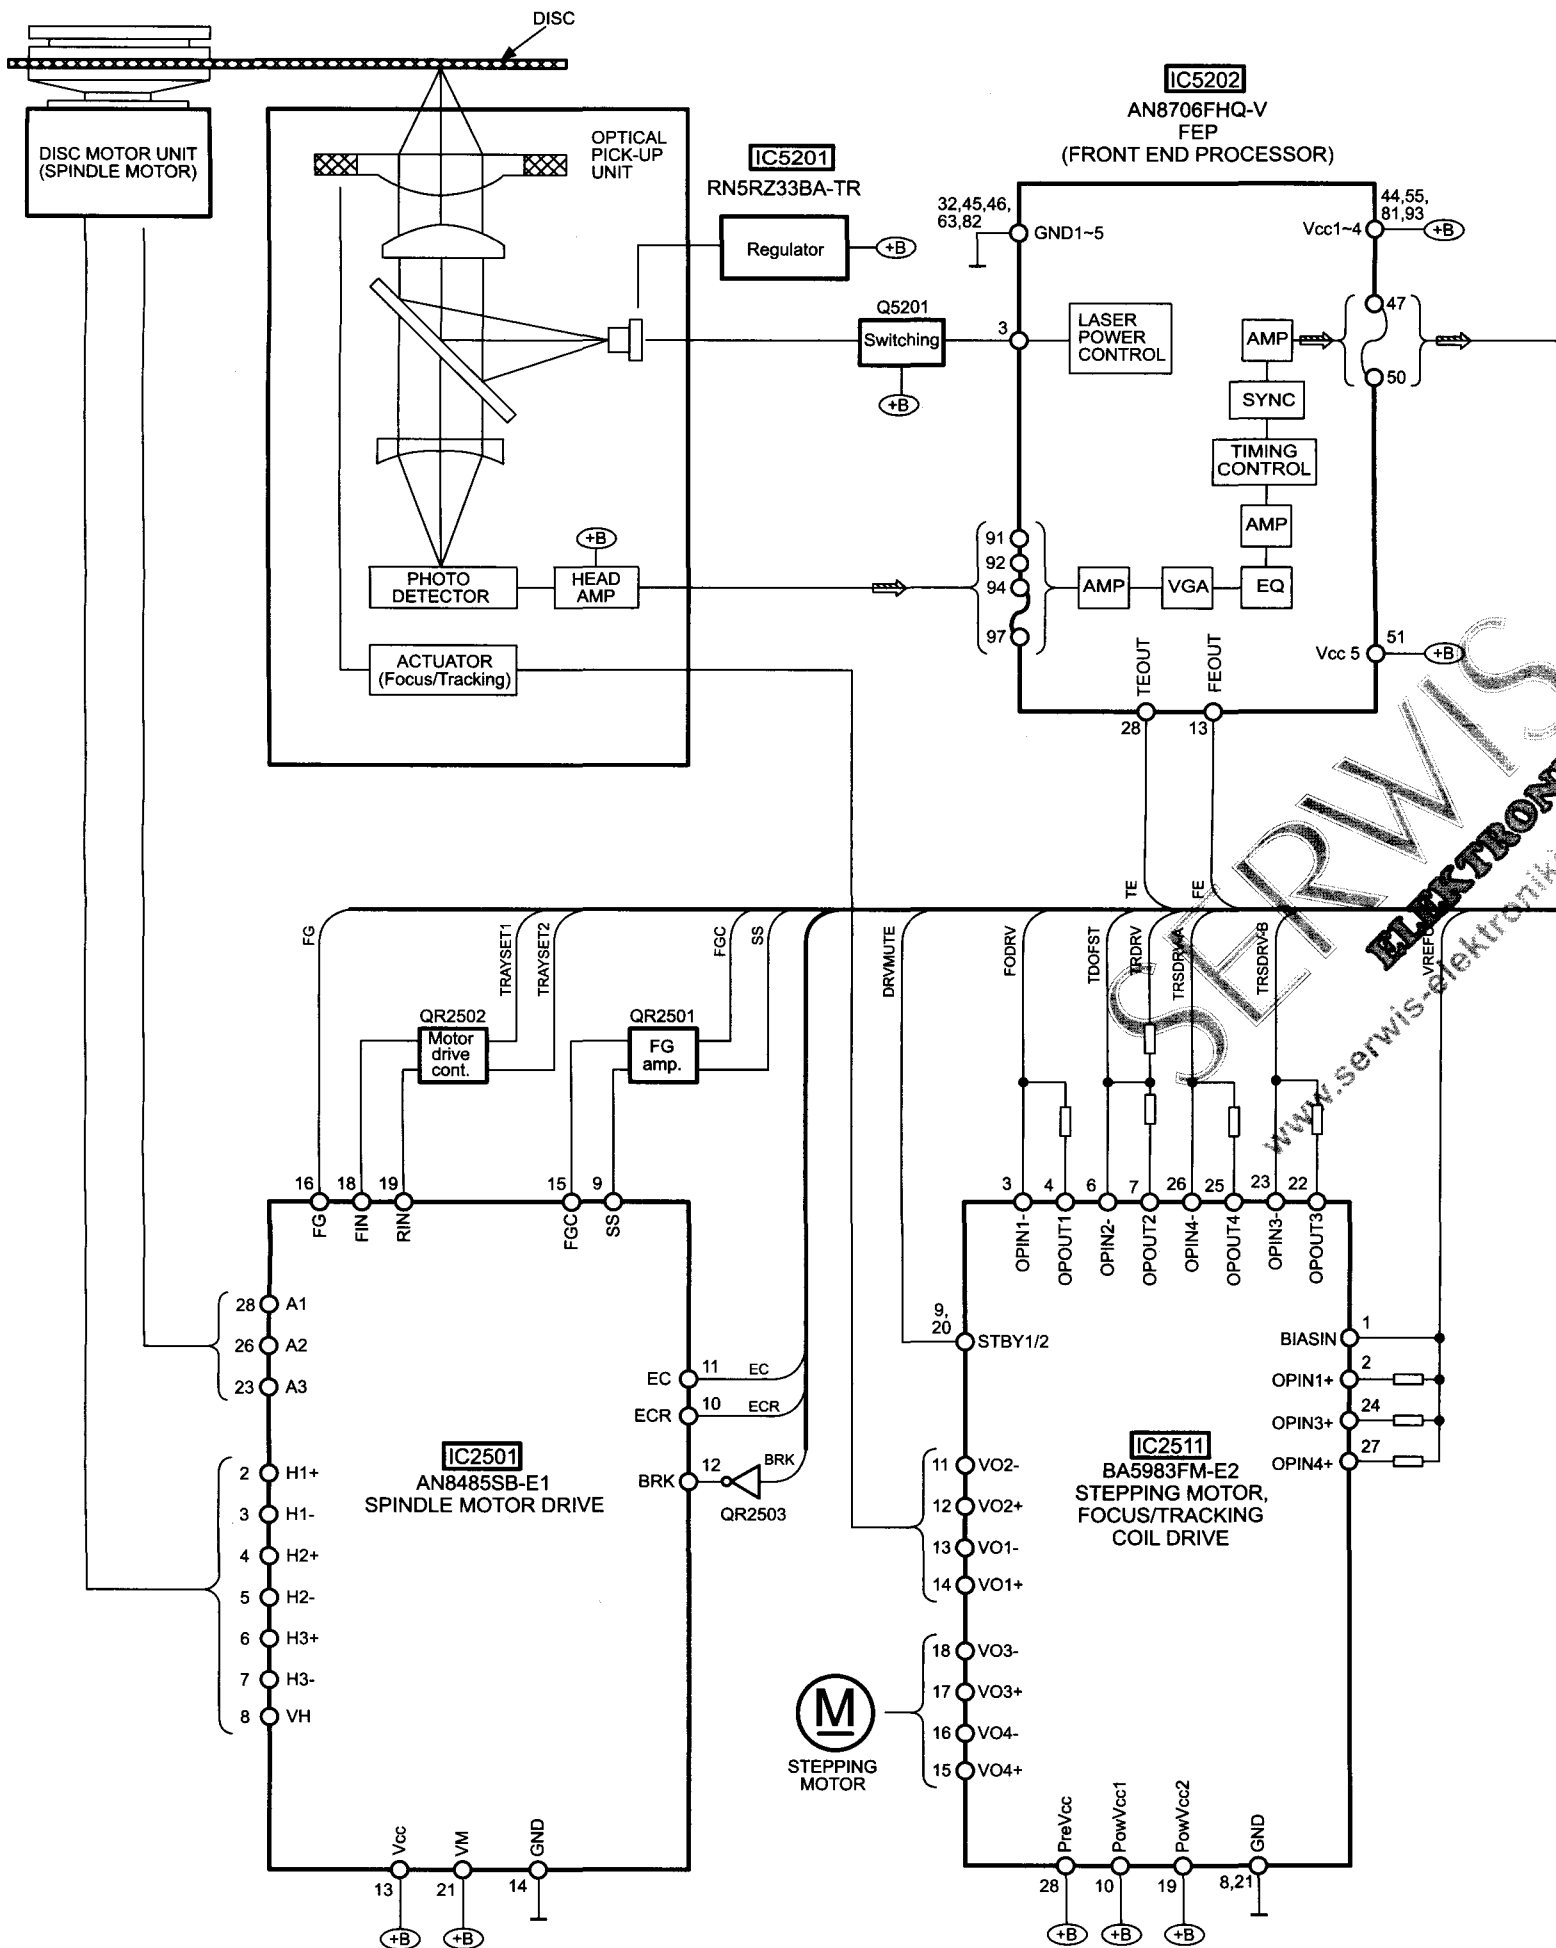 DISC
DISC MOTOR UNIT
(SPINDLE MOTOR)
OPTICAL
PICK-UP
UNIT
IC5201
RN5RZ33BA-TR
Regulator
+B
Q5201
Switching
+B
IC5202
AN8706FHQ-V
FEP
(FRONT END PROCESSOR)
32,45,46,
63,82
GND1~5
44,55,
81,93
Vcc1~4
+B
3
LASER
POWER
CONTROL
AMP
47
50
SYNC
TIMING
CONTROL
AMP
91
92
94
97
AMP
VGA
EQ
51
Vcc 5
+B
TEOUT
FEOUT
28
13
PHOTO
DETECTOR
+B
HEAD
AMP
ACTUATOR
(Focus/Tracking)
SERWIS
www.serwis-elektronika
TE
FE
FG
TRAYSET1
TRAYSET2
FGC
SS
DRVMUTE
FODRV
TDOFST
TRDRV
TRSDRV-A
TRSDRV-B
QR2502
Motor
drive
cont.
QR2501
FG
amp.
16
18
19
15
9
FG
FIN
RIN
FGC
SS
28 A1
26 A2
23 A3
2 H1+
3 H1-
4 H2+
5 H2-
6 H3+
7 H3-
8 VH
IC2501
AN8485SB-E1
SPINDLE MOTOR DRIVE
EC 11 EC
ECR 10 ECR
BRK 12 BRK
QR2503
Vcc
VM
GND
13
21
14
+B
+B
3
4
6
7
26
25
23
22
OPIN1-
OPOUT1
OPIN2-
OPOUT2
OPIN4-
OPOUT4
OPIN3-
OPOUT3
9,
20
STBY1/2
BIASIN 1
OPIN1+ 2
OPIN3+ 24
OPIN4+ 27
IC2511
BA5983FM-E2
STEPPING MOTOR,
FOCUS/TRACKING
COIL DRIVE
11 VO2-
12 VO2+
13 VO1-
14 VO1+
18 VO3-
17 VO3+
16 VO4-
15 VO4+
M
STEPPING
MOTOR
PreVcc
PowVcc1
PowVcc2
GND
28
10
19
8,21
+B
+B
+B